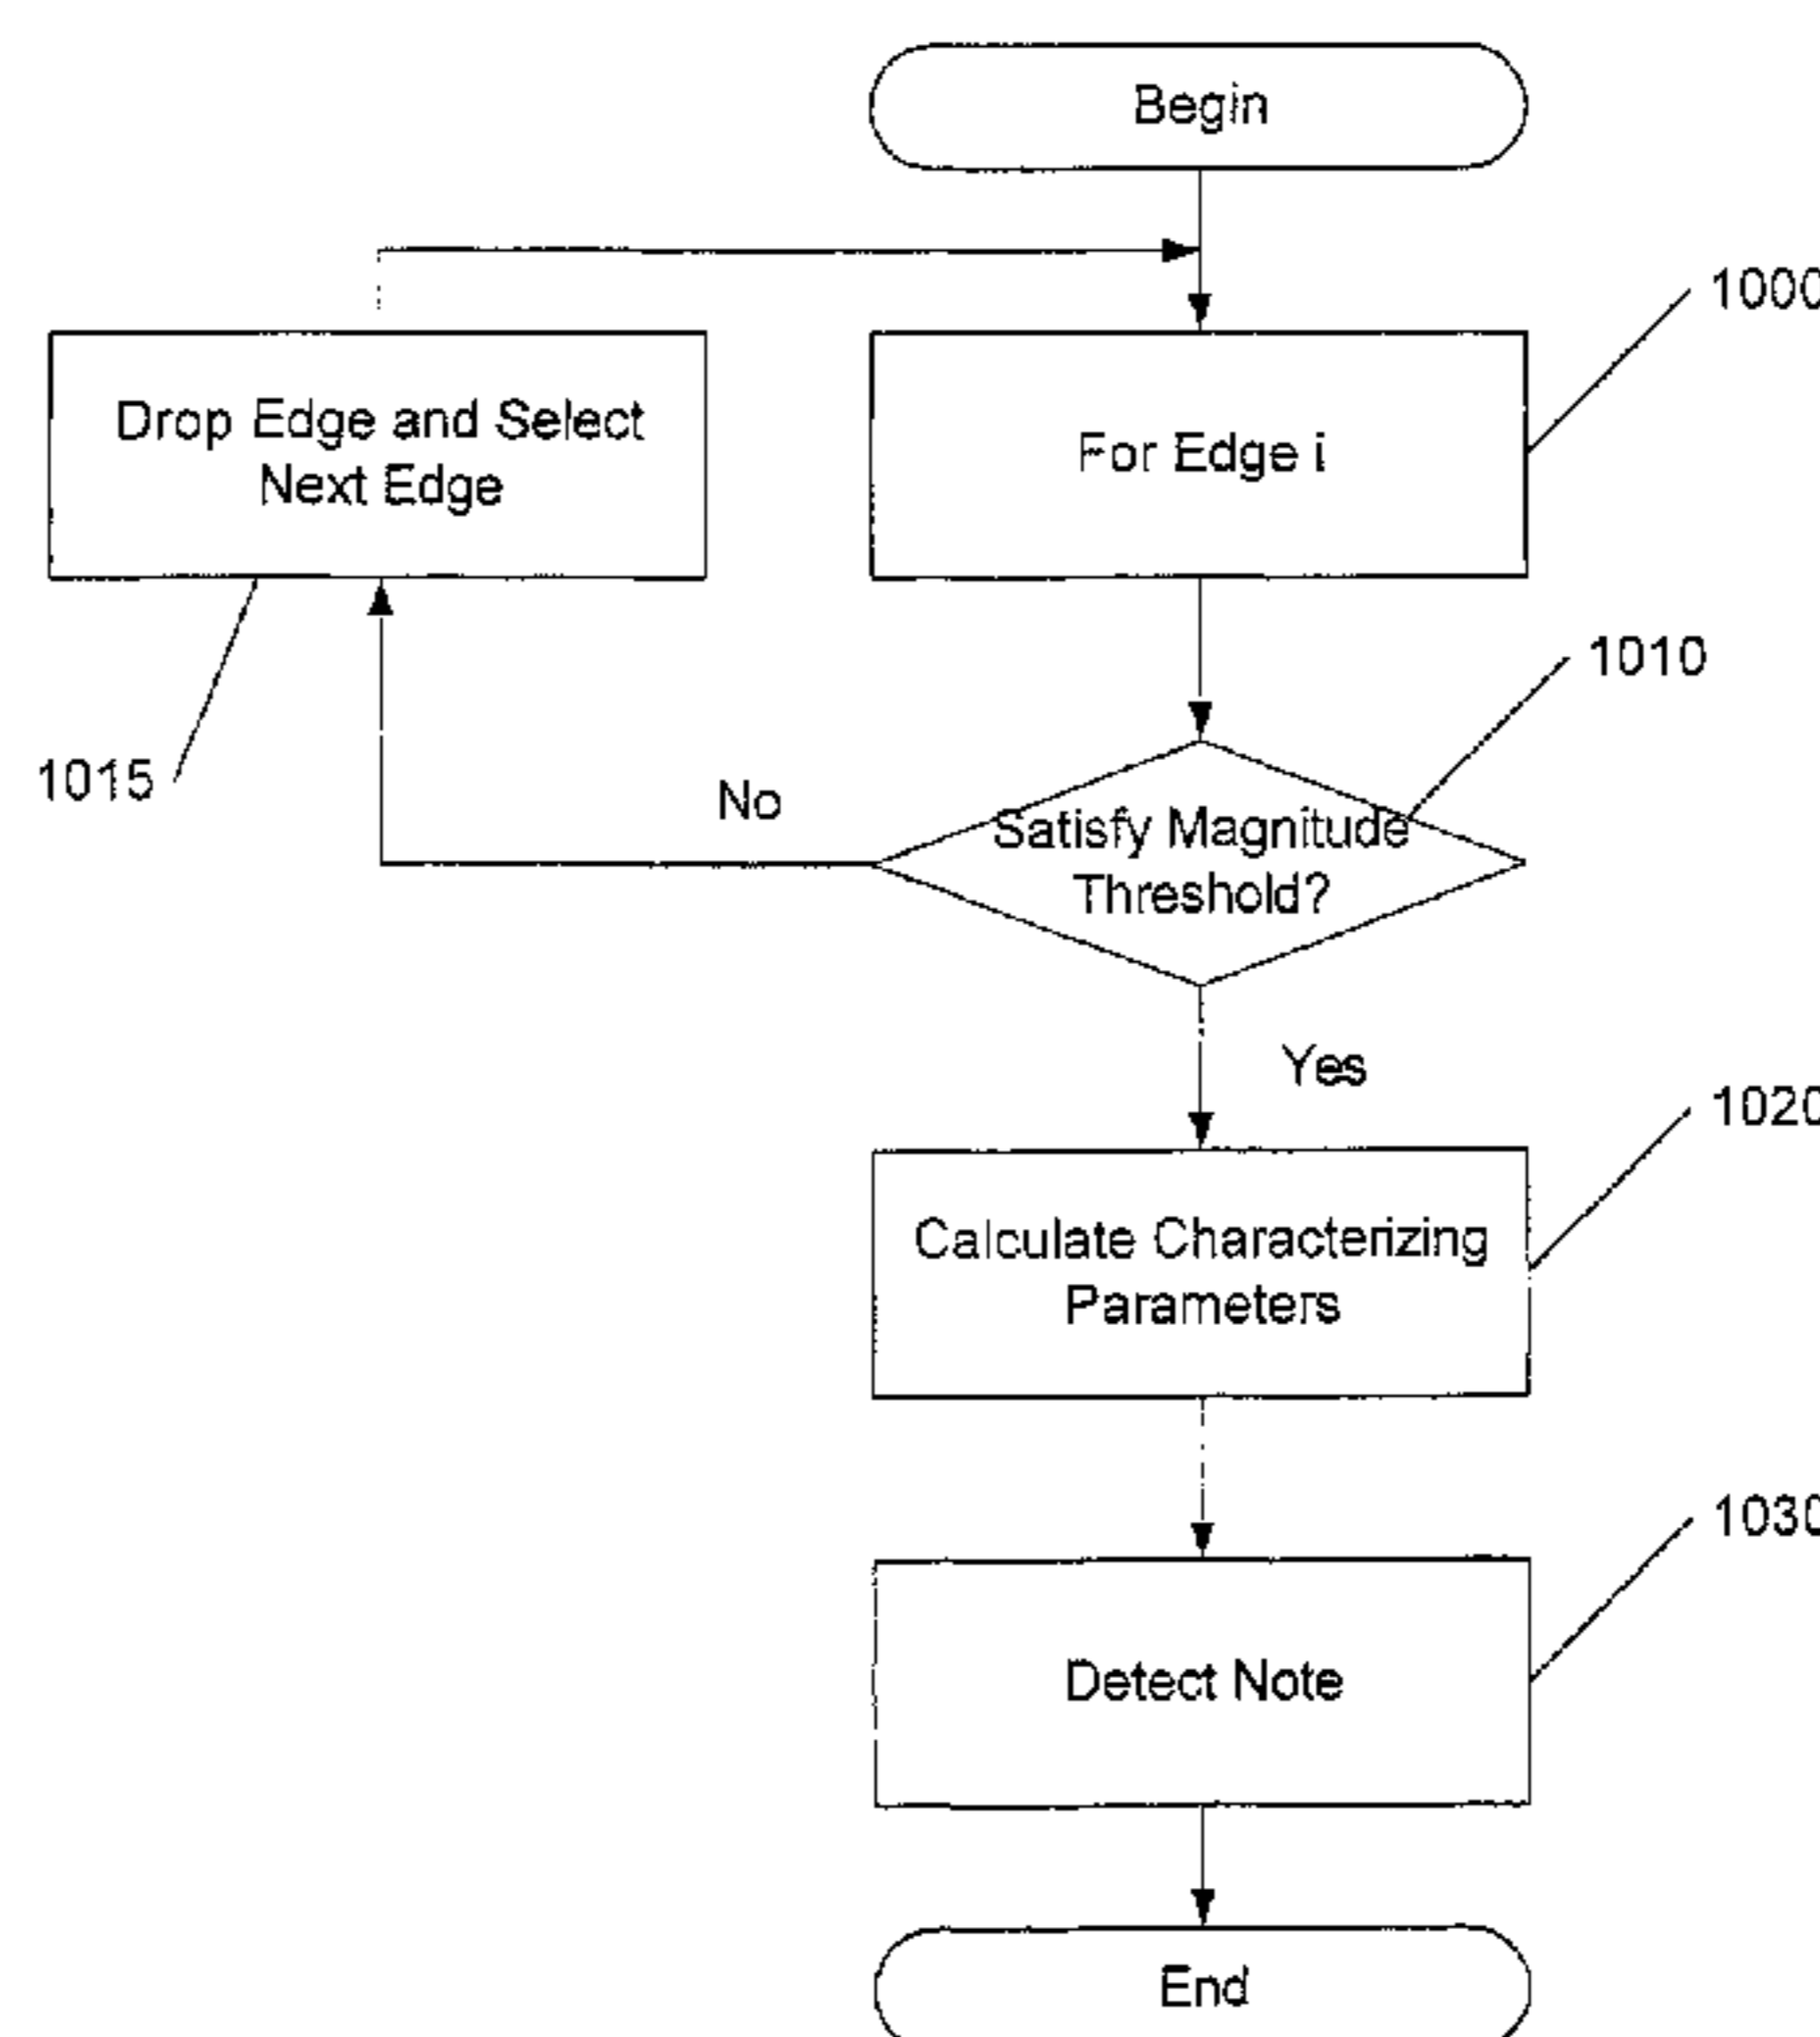 Begin
1000
Drop Edge and Select
Next Edge
For Edge i
1010
1015
No
Satisfy Magnitude
Threshold?
Yes
1020
Calculate Characterizing
Parameters
1030
Detect Note
End